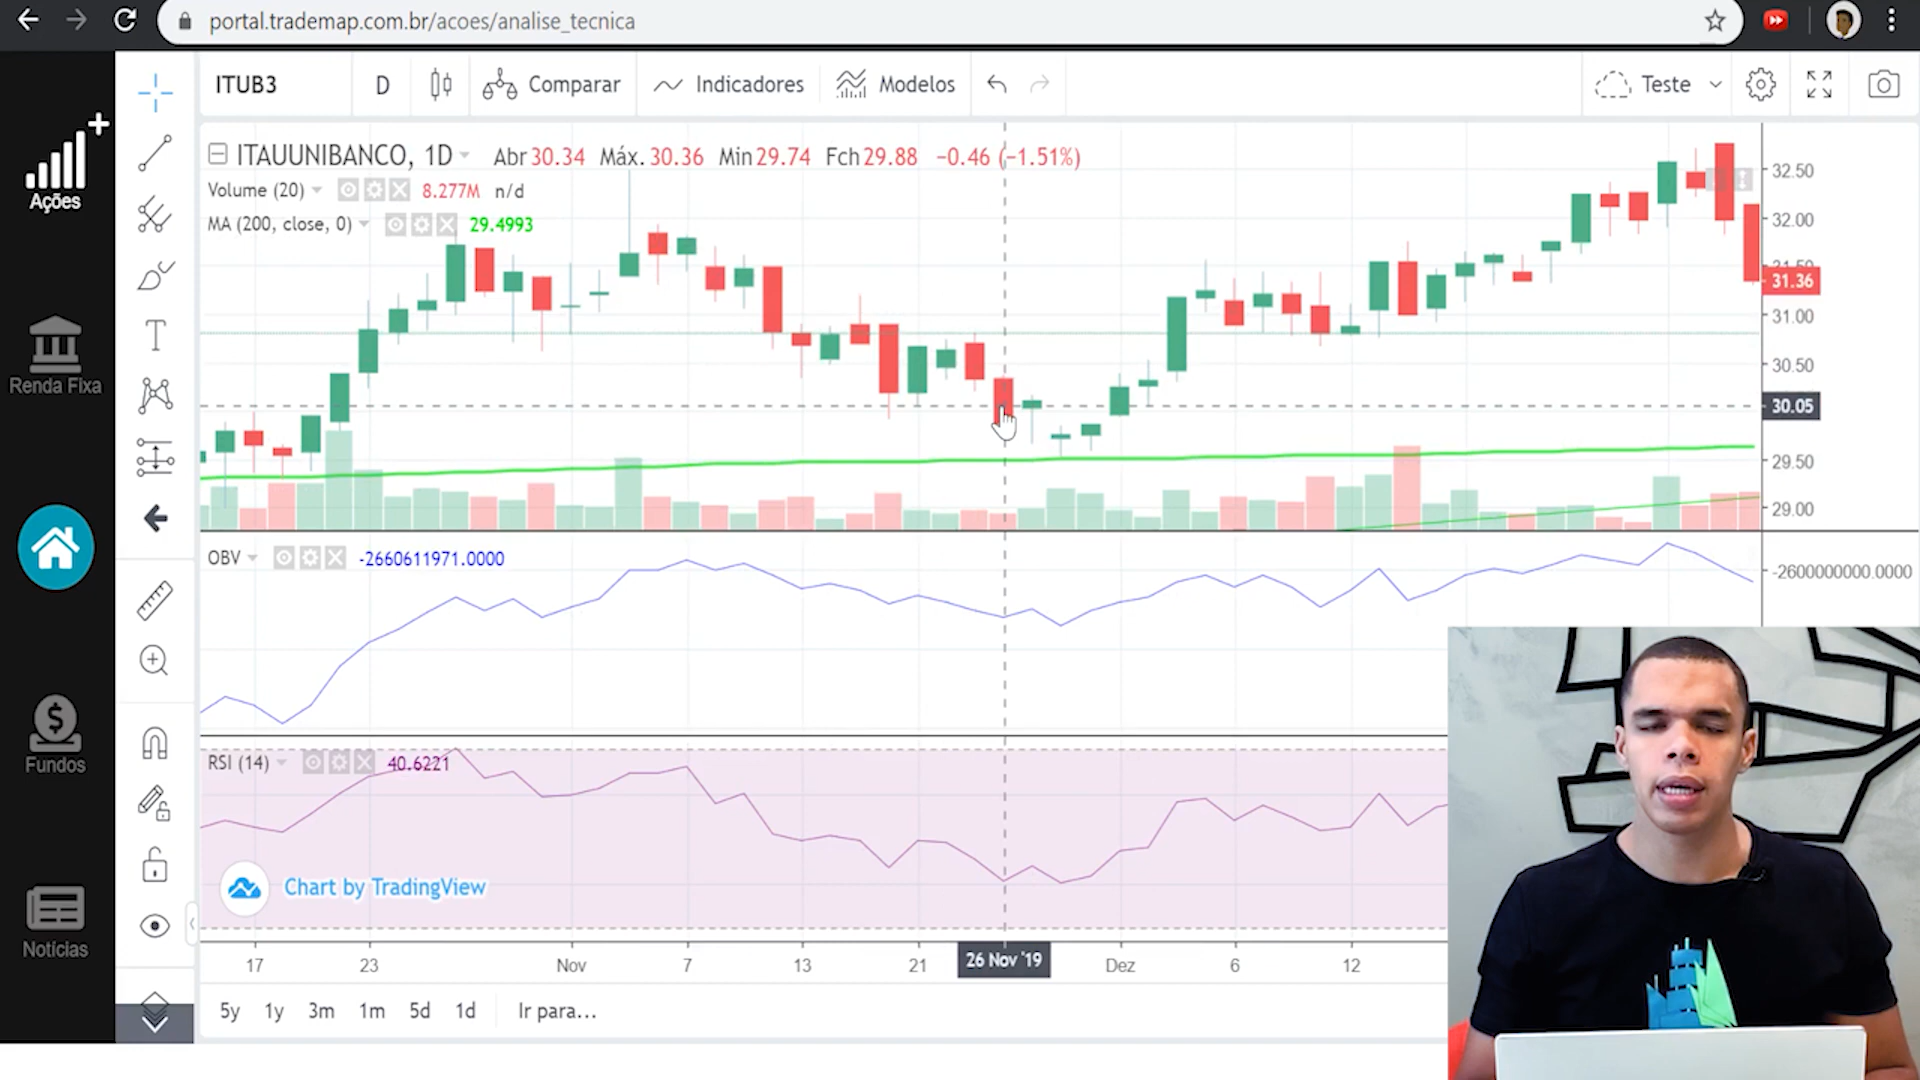 portal.trademap.com.br/acoes/analise_tecnica
ITUB3
D
Comparar
Indicadores
Modelos
Teste
ITAUUNIBANCO, 1D Abr 30.34 Máx. 30.36 Min 29.74 Fch 29.88 −0.46 (−1.51%)
Volume (20) 8.277M n/d
MA (200, close, 0) 29.4993
32.50
32.00
31.50
31.36
31.00
30.50
30.05
29.50
29.00
OBV -2660611971.0000
-2600000000.0000
RSI (14) 40.6221
Chart by TradingView
17 23 Nov 7 13 21 26 Nov '19 Dez 6 12
5y 1y 3m 1m 5d 1d Ir para...
Ações
Renda Fixa
Fundos
Notícias